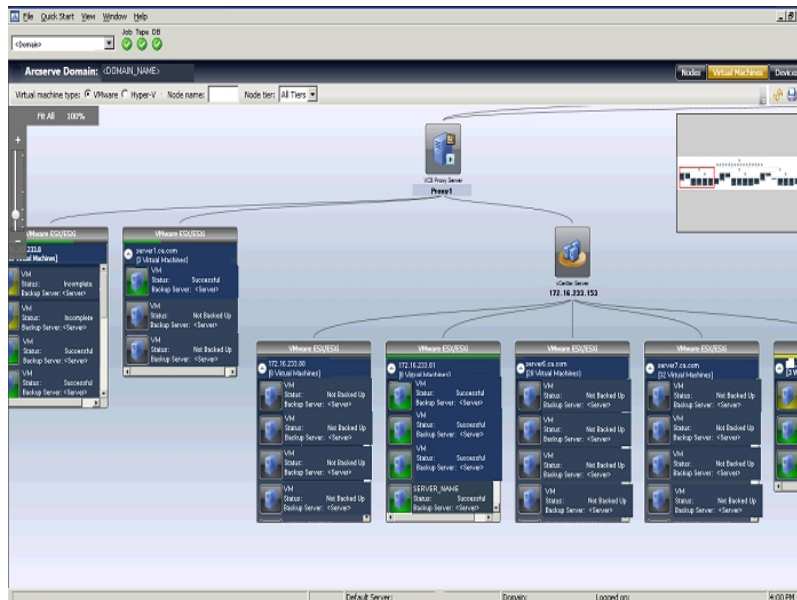 File Quick Start View Window Help
<Domain>
Job Tape DB
Arcserve Domain: <DOMAIN_NAME>
Nodes Virtual Machines Devices
Virtual machine type: VMware Hyper-V Node name: Node tier: All Tiers
Fit All 100%
VCB Proxy Server
Proxy1
vCenter Server
172.16.233.153
VMware ESX/ESXi
[Virtual Machines]
VM
Status: Incomplete
Backup Server: <Server>
VM
Status: Incomplete
Backup Server: <Server>
VM
Status: Successful
Backup Server: <Server>
VM
Status: Successful
Backup Server: <Server>
VMware ESX/ESXi
server1.ca.com
[3 Virtual Machines]
VM
Status: Successful
Backup Server: <Server>
VM
Status: Not Backed Up
Backup Server: <Server>
VM
Status: Not Backed Up
Backup Server: <Server>
VMware ESX/ESXi
172.16.233.80
[8 Virtual Machines]
VM
Status: Not Backed Up
Backup Server: <Server>
VM
Status: Not Backed Up
Backup Server: <Server>
VM
Status: Not Backed Up
Backup Server: <Server>
VM
Status: Not Backed Up
Backup Server: <Server>
VMware ESX/ESXi
172.16.233.81
Virtual Machines]
VM
Status: Successful
Backup Server: <Server>
VM
Status: Successful
Backup Server: <Server>
VM
Status: Successful
Backup Server: <Server>
SERVER_NAME
Status: Successful
Backup Server: <Server>
VMware ESX/ESXi
server6.ca.com
[28 Virtual Machines]
VM
Status: Not Backed Up
Backup Server: <Server>
VM
Status: Not Backed Up
Backup Server: <Server>
VM
Status: Not Backed Up
Backup Server: <Server>
VM
Status: Not Backed Up
Backup Server: <Server>
VMware ESX/ESXi
server7.ca.com
[32 Virtual Machines]
VM
Status: Not Backed Up
Backup Server: <Server>
VM
Status: Not Backed Up
Backup Server: <Server>
VM
Status: Not Backed Up
Backup Server: <Server>
VM
Status: Not Backed Up
Backup Server: <Server>
Default Server: Domain: Logged on: 4:00 PM